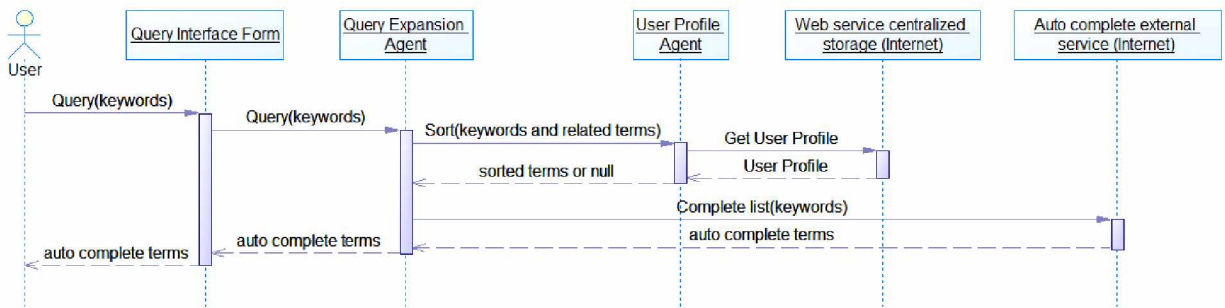 User
Query Interface Form
Query Expansion
Agent
User Profile
Agent
Web service centralized
storage (Internet)
Auto complete external
service (Internet)
Query(keywords)
Query(keywords)
Sort(keywords and related terms)
Get User Profile
User Profile
sorted terms or null
Complete list(keywords)
auto complete terms
auto complete terms
auto complete terms